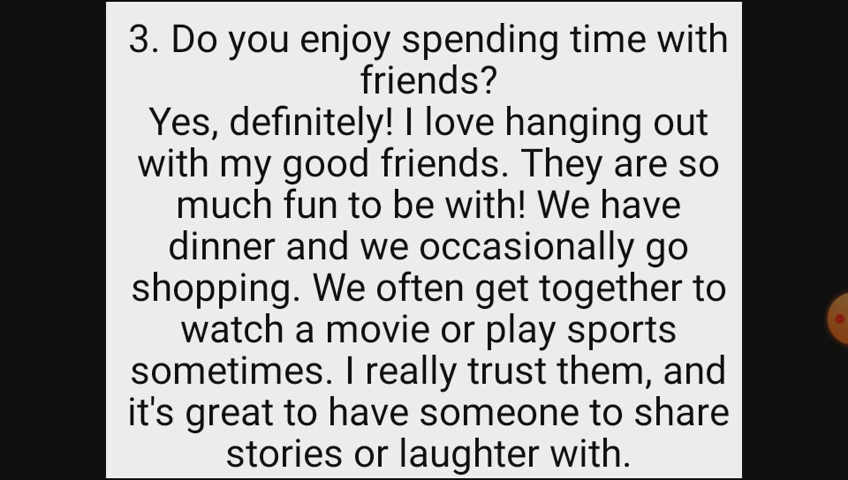 3. Do you enjoy spending time with
friends?
Yes, definitely! I love hanging out
with my good friends. They are so
much fun to be with! We have
dinner and we occasionally go
shopping. We often get together to
watch a movie or play sports
sometimes. I really trust them, and
it's great to have someone to share
stories or laughter with.